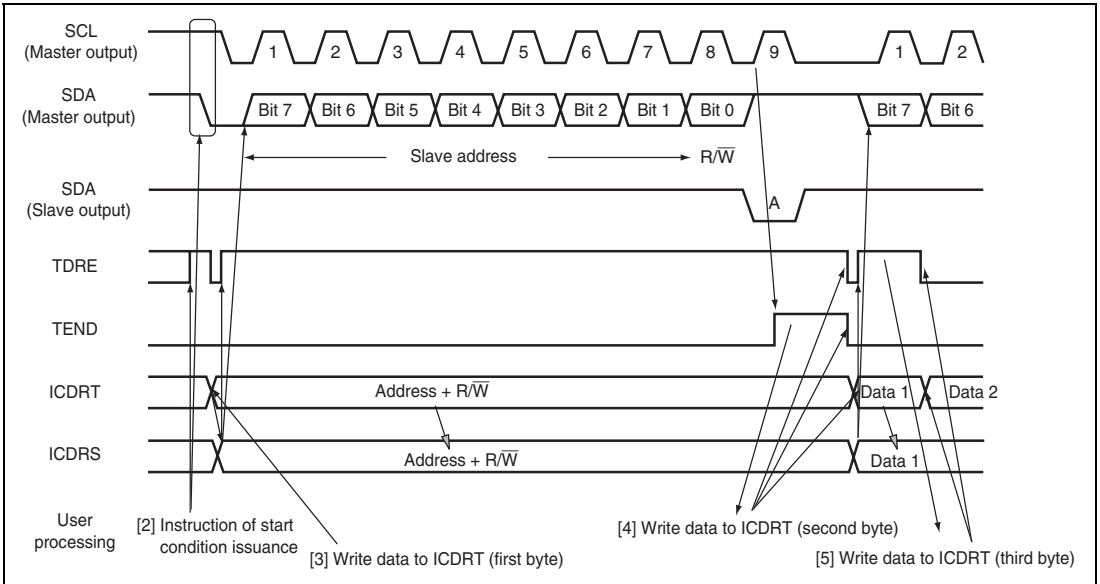 SCL
(Master output)
1 2 3 4 5 6 7 8 9 1 2
SDA
(Master output)
Bit 7 Bit 6 Bit 5 Bit 4 Bit 3 Bit 2 Bit 1 Bit 0 Bit 7 Bit 6
Slave address R/W̅
SDA
(Slave output)
A
TDRE
TEND
ICDRT
Address + R/W̅ Data 1 Data 2
ICDRS
Address + R/W̅ Data 1
User
processing
[2] Instruction of start
condition issuance
[3] Write data to ICDRT (first byte)
[4] Write data to ICDRT (second byte)
[5] Write data to ICDRT (third byte)